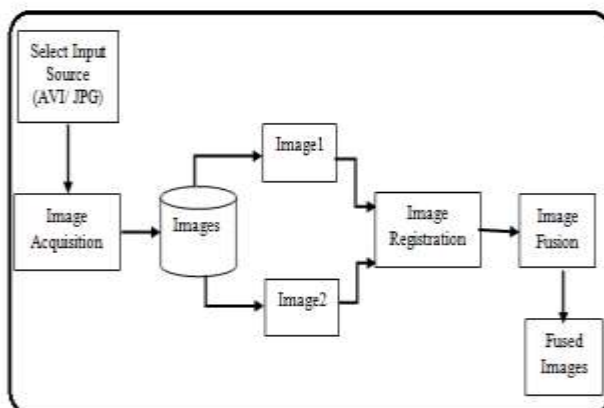 Select Input
Source
(AVI/ JPG)
Image
Acquisition
Images
Image1
Image2
Image
Registration
Image
Fusion
Fused
Images